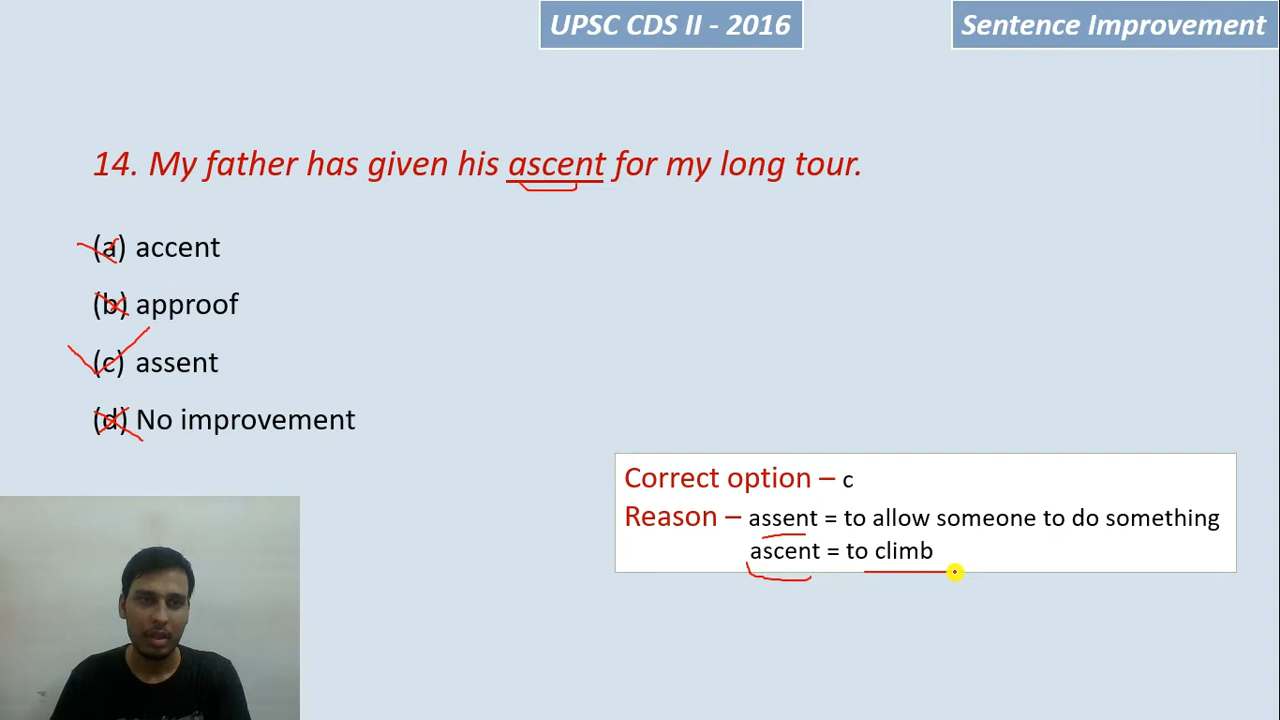 UPSC CDS II - 2016
Sentence Improvement
14. My father has given his ascent for my long tour.
(a) accent
(b) approof
(c) assent
(d) No improvement
Correct option – c
Reason – assent = to allow someone to do something
ascent = to climb